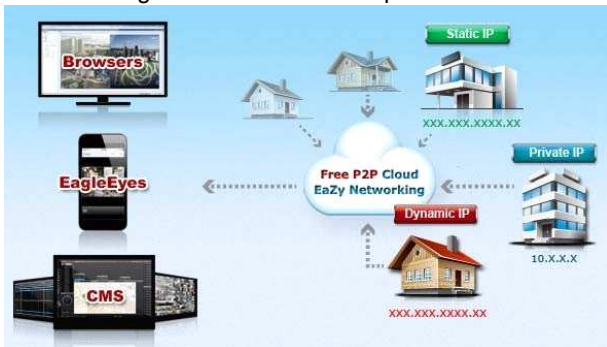 Browsers
EagleEyes
CMS
Free P2P Cloud
EaZy Networking
Static IP
XXX.XXX.XXXX.XX
Private IP
10.X.X.X
Dynamic IP
XXX.XXX.XXXX.XX